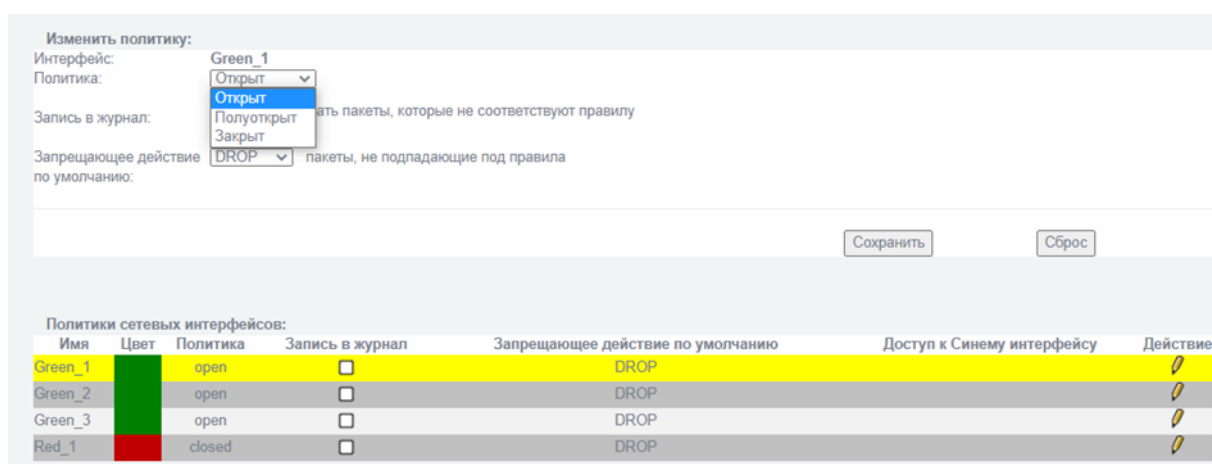 Изменить политику:
Интерфейс: Green_1
Политика: Открыт
Открыт
Полуоткрыт
Закрыт
Запись в журнал: пакеты, которые не соответствуют правилу
Запрещающее действие по умолчанию: DROP пакеты, не подпадающие под правила
Сохранить Сброс
Политики сетевых интерфейсов:
Имя Цвет Политика Запись в журнал Запрещающее действие по умолчанию Доступ к Синему интерфейсу Действие
Green_1 open DROP
Green_2 open DROP
Green_3 open DROP
Red_1 closed DROP